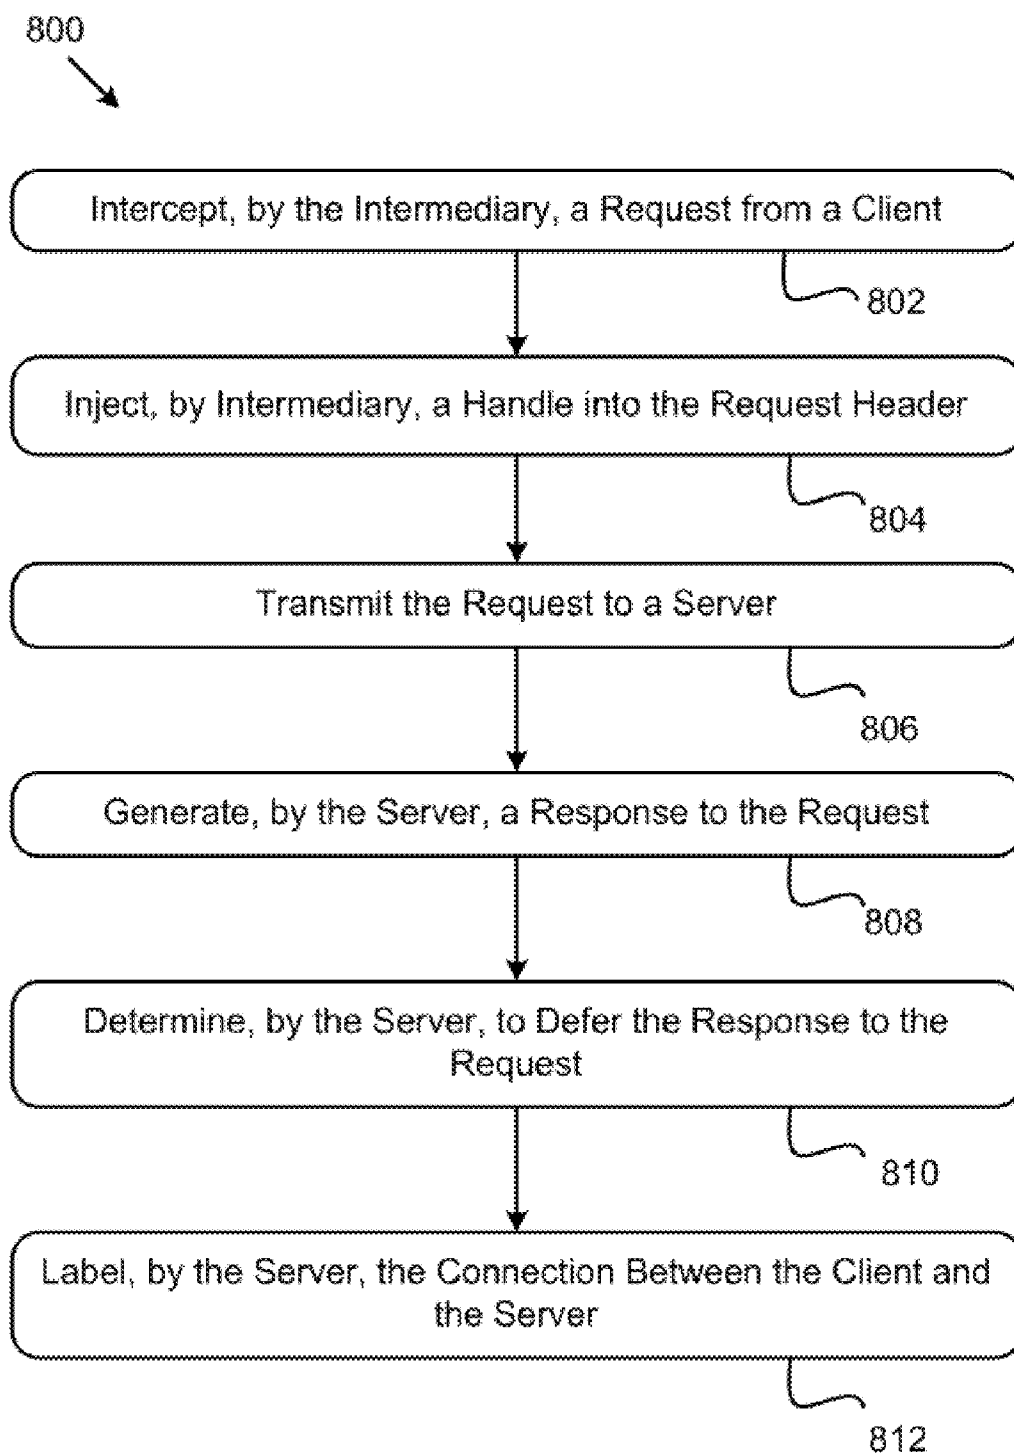 800
Intercept, by the Intermediary, a Request from a Client
802
Inject, by Intermediary, a Handle into the Request Header
804
Transmit the Request to a Server
806
Generate, by the Server, a Response to the Request
808
Determine, by the Server, to Defer the Response to the
Request
810
Label, by the Server, the Connection Between the Client and
the Server
812